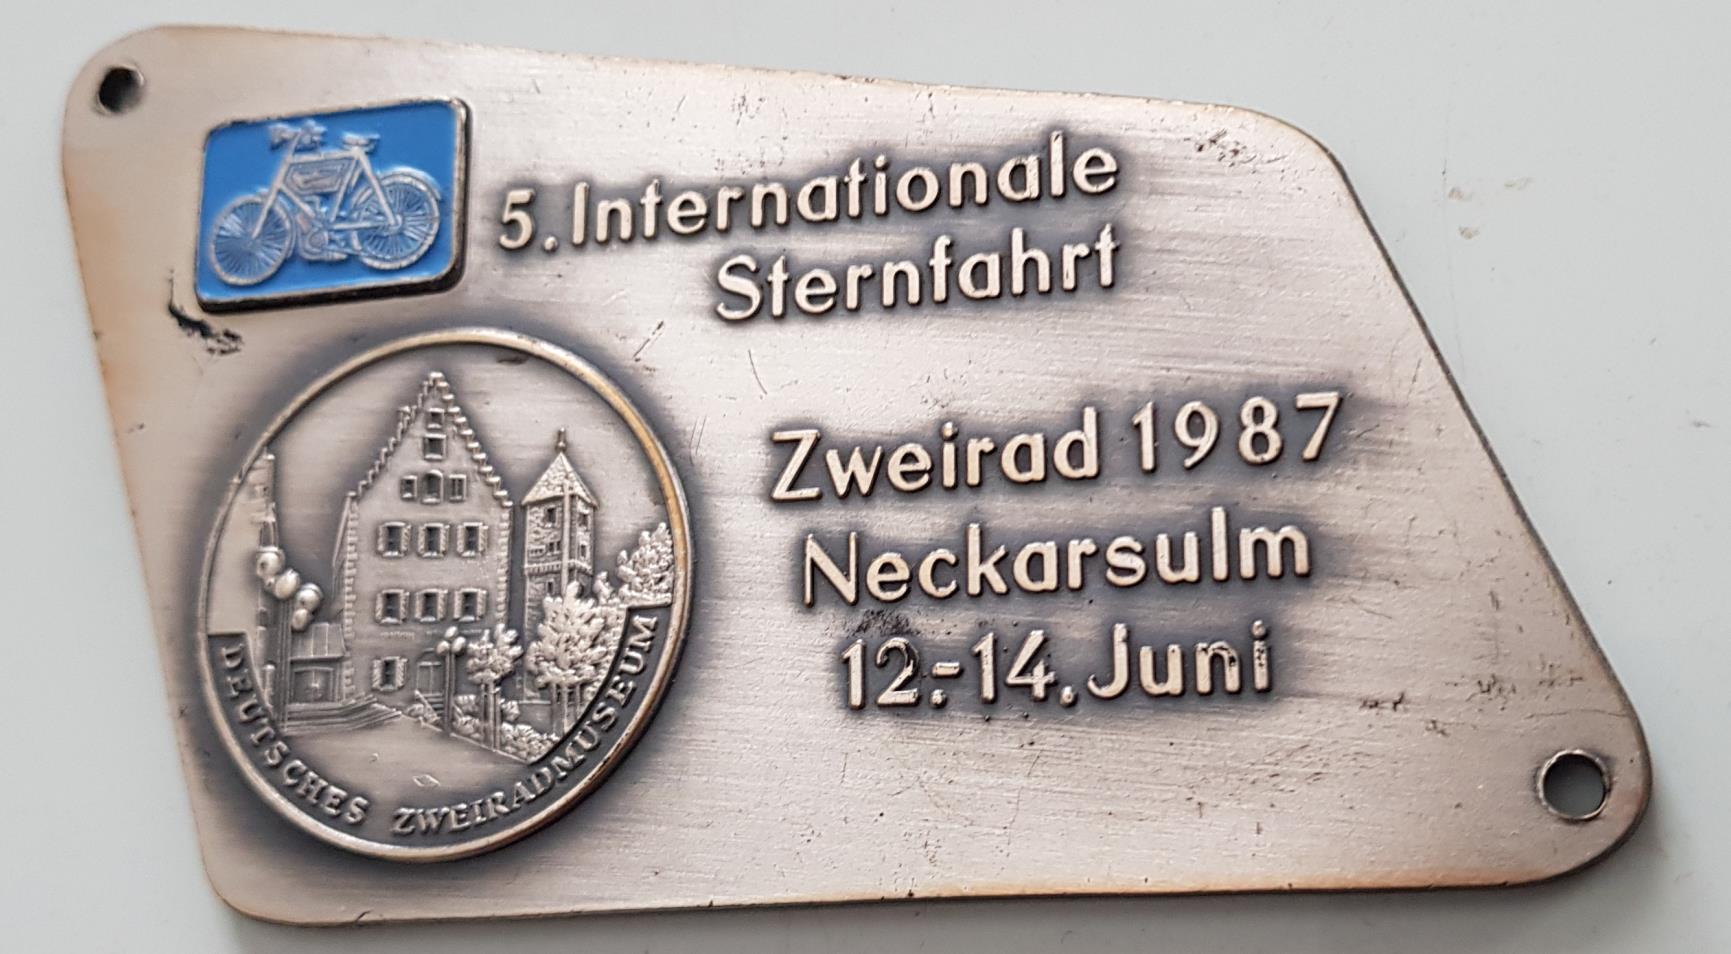 5. Internationale
Sternfahrt
Zweirad 1987
Neckarsulm
12.-14. Juni
DEUTSCHES ZWEIRADMUSEUM